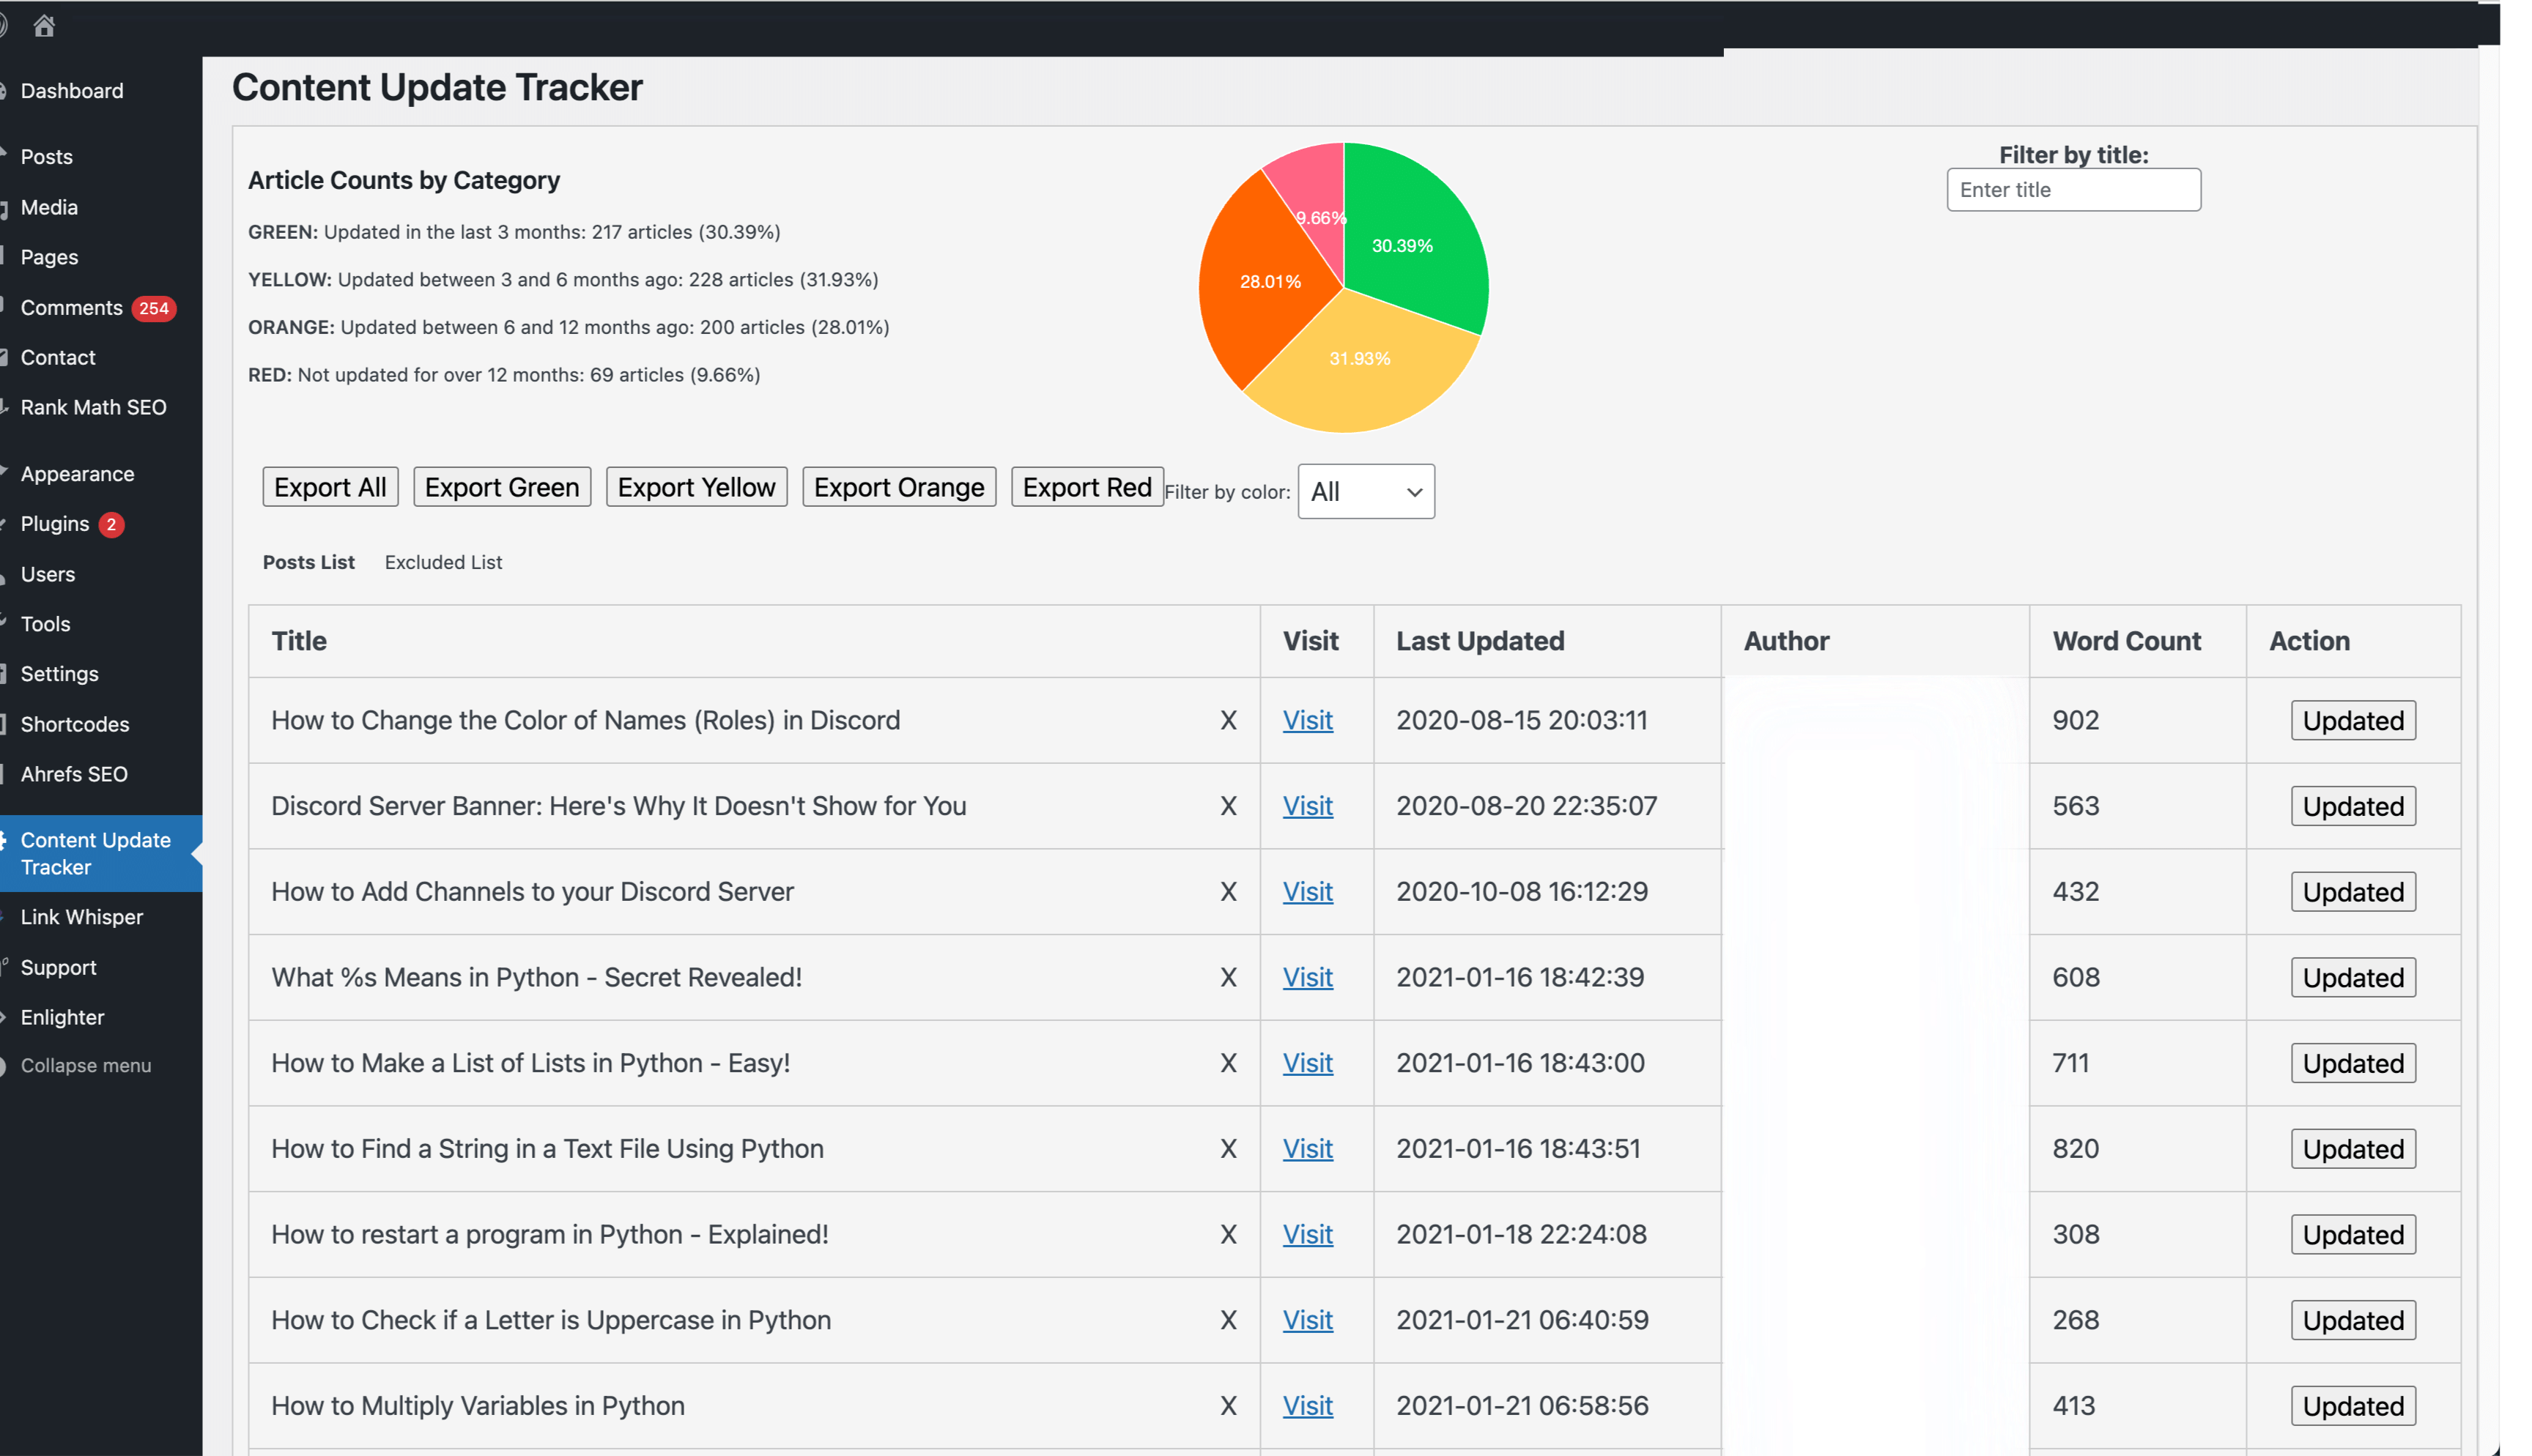 Dashboard
Posts
Media
Pages
Comments 254
Contact
Rank Math SEO
Appearance
Plugins 2
Users
Tools
Settings
Shortcodes
Ahrefs SEO
Content Update
Tracker
Link Whisper
Support
Enlighter
Collapse menu
Content Update Tracker
Article Counts by Category
GREEN: Updated in the last 3 months: 217 articles (30.39%)
YELLOW: Updated between 3 and 6 months ago: 228 articles (31.93%)
ORANGE: Updated between 6 and 12 months ago: 200 articles (28.01%)
RED: Not updated for over 12 months: 69 articles (9.66%)
9.66%
30.39%
28.01%
31.93%
Filter by title:
Enter title
Export All Export Green Export Yellow Export Orange Export Red Filter by color: All
Posts List Excluded List
Title Visit Last Updated Author Word Count Action
How to Change the Color of Names (Roles) in Discord X Visit 2020-08-15 20:03:11 902 Updated
Discord Server Banner: Here's Why It Doesn't Show for You X Visit 2020-08-20 22:35:07 563 Updated
How to Add Channels to your Discord Server X Visit 2020-10-08 16:12:29 432 Updated
What %s Means in Python - Secret Revealed! X Visit 2021-01-16 18:42:39 608 Updated
How to Make a List of Lists in Python - Easy! X Visit 2021-01-16 18:43:00 711 Updated
How to Find a String in a Text File Using Python X Visit 2021-01-16 18:43:51 820 Updated
How to restart a program in Python - Explained! X Visit 2021-01-18 22:24:08 308 Updated
How to Check if a Letter is Uppercase in Python X Visit 2021-01-21 06:40:59 268 Updated
How to Multiply Variables in Python X Visit 2021-01-21 06:58:56 413 Updated